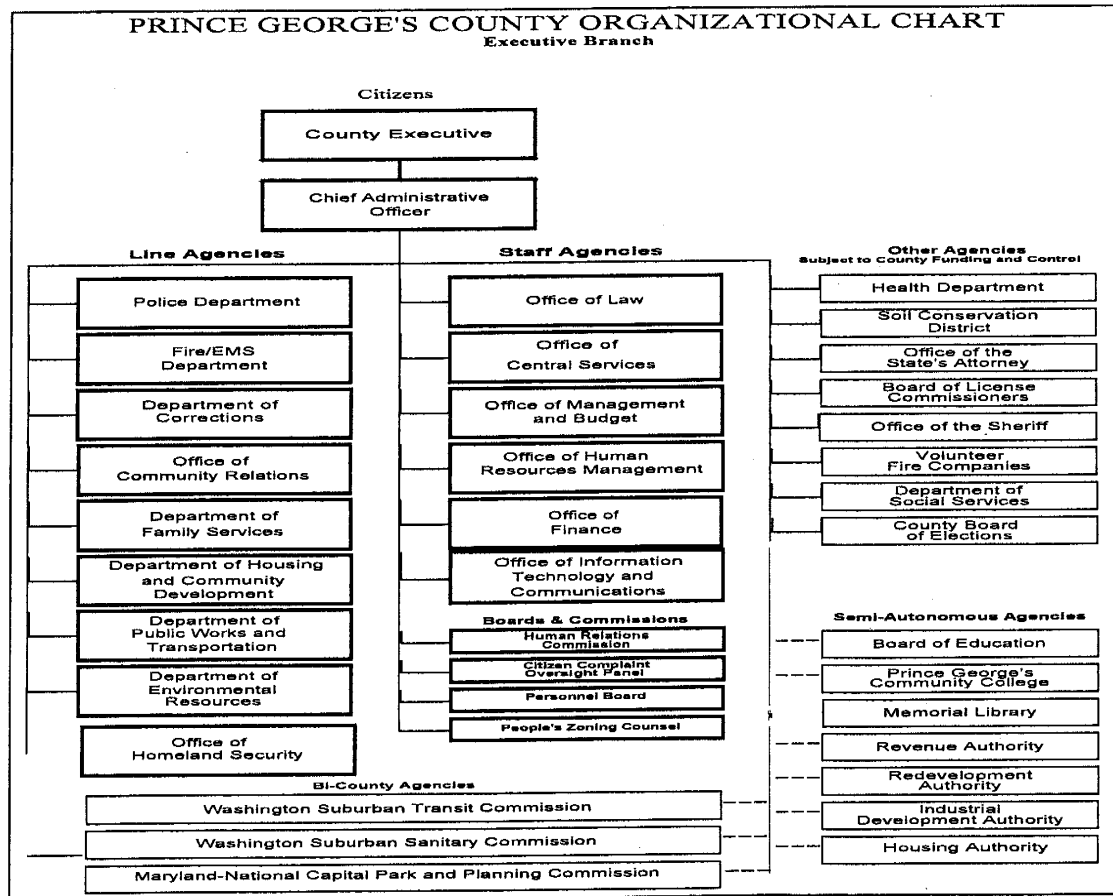 PRINCE GEORGE'S COUNTY ORGANIZATIONAL CHART
Executive Branch
Citizens
County Executive
Chief Administrative
Officer
Line Agencies
Police Department
Fire/EMS
Department
Department of
Corrections
Office of
Community Relations
Department of
Family Services
Department of Housing
and Community
Development
Department of
Public Works and
Transportation
Department of
Environmental
Resources
Office of
Homeland Security
Staff Agencies
Office of Law
Office of
Central Services
Office of Management
and Budget
Office of Human
Resources Management
Office of
Finance
Office of Information
Technology and
Communications
Boards & Commissions
Human Relations
Commission
Citizen Complaint
Oversight Panel
Personnel Board
People's Zoning Counsel
Other Agencies
Subject to County Funding and Control
Health Department
Soil Conservation
District
Office of the
State's Attorney
Board of License
Commissioners
Office of the Sheriff
Volunteer
Fire Companies
Department of
Social Services
County Board
of Elections
Semi-Autonomous Agencies
Board of Education
Prince George's
Community College
Memorial Library
Revenue Authority
Redevelopment
Authority
Industrial
Development Authority
Housing Authority
Bi-County Agencies
Washington Suburban Transit Commission
Washington Suburban Sanitary Commission
Maryland-National Capital Park and Planning Commission